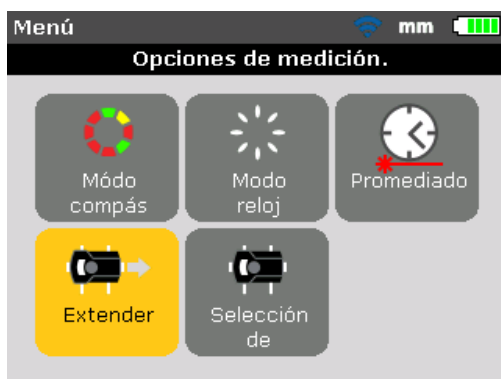 Menú mm
Opciones de medición.
Módo
compás
Modo
reloj
Promediado
Extender
Selección
de